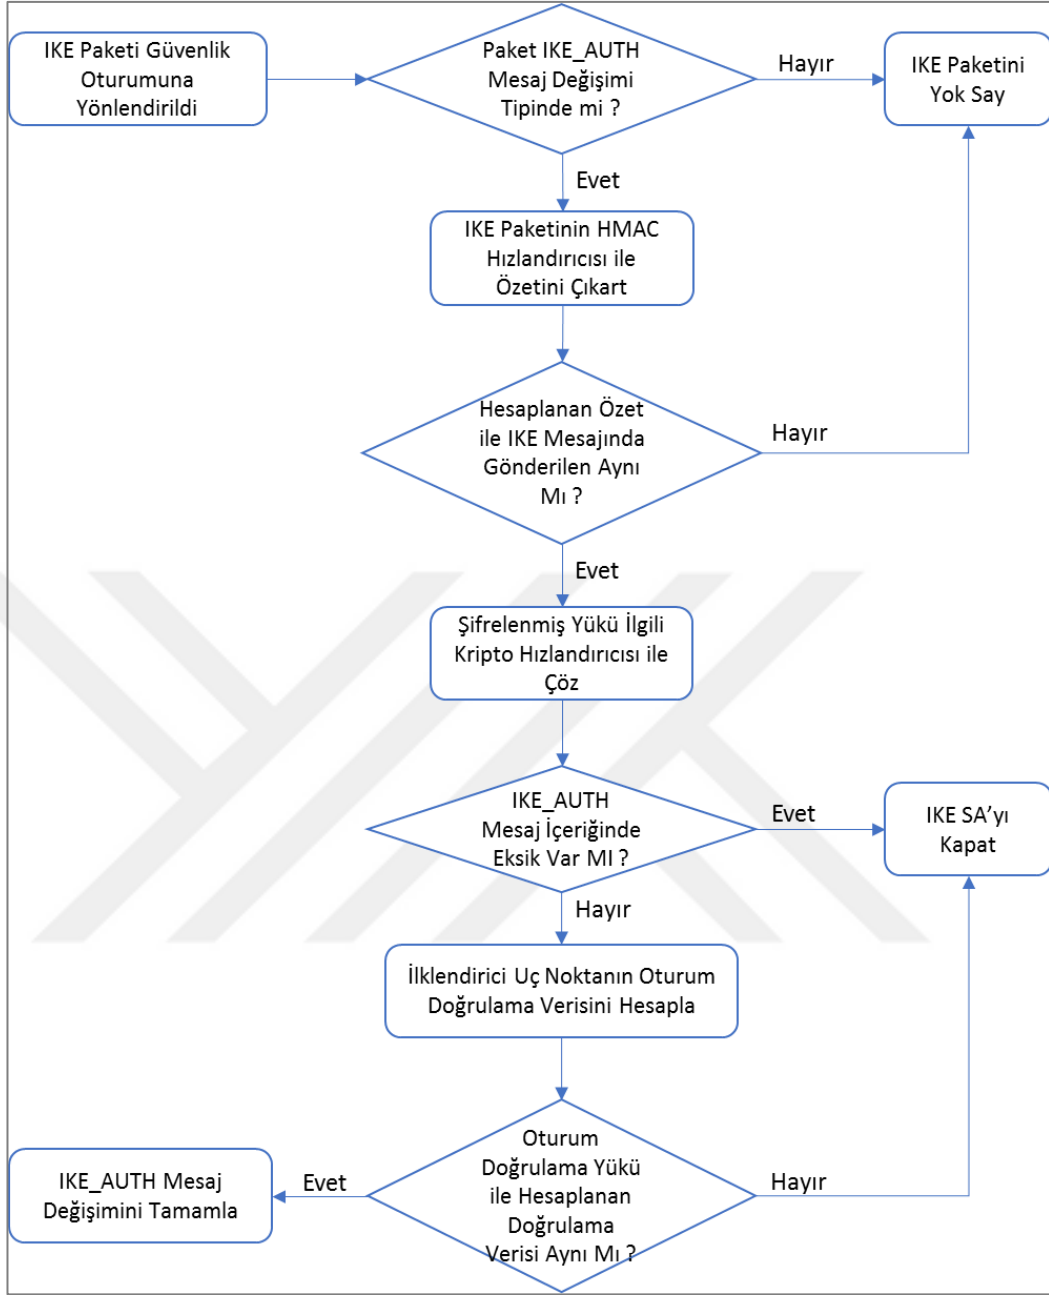 IKE Paketi Güvenlik
Oturumuna
Yönlendirildi
Paket IKE_AUTH
Mesaj Değişimi
Tipinde mi ?
Hayır
IKE Paketini
Yok Say
Evet
IKE Paketinin HMAC
Hızlandırıcısı ile
Özetini Çıkart
Hesaplanan Özet
ile IKE Mesajında
Gönderilen Aynı
Mı ?
Hayır
Evet
Şifrelenmiş Yükü İlgili
Kripto Hızlandırıcısı ile
Çöz
IKE_AUTH
Mesaj İçeriğinde
Eksik Var MI ?
Evet
IKE SA’yı
Kapat
Hayır
İlklendirici Uç Noktanın Oturum
Doğrulama Verisini Hesapla
Oturum
Doğrulama Yükü
ile Hesaplanan
Doğrulama
Verisi Aynı Mı ?
Hayır
Evet
IKE_AUTH Mesaj
Değişimini Tamamla